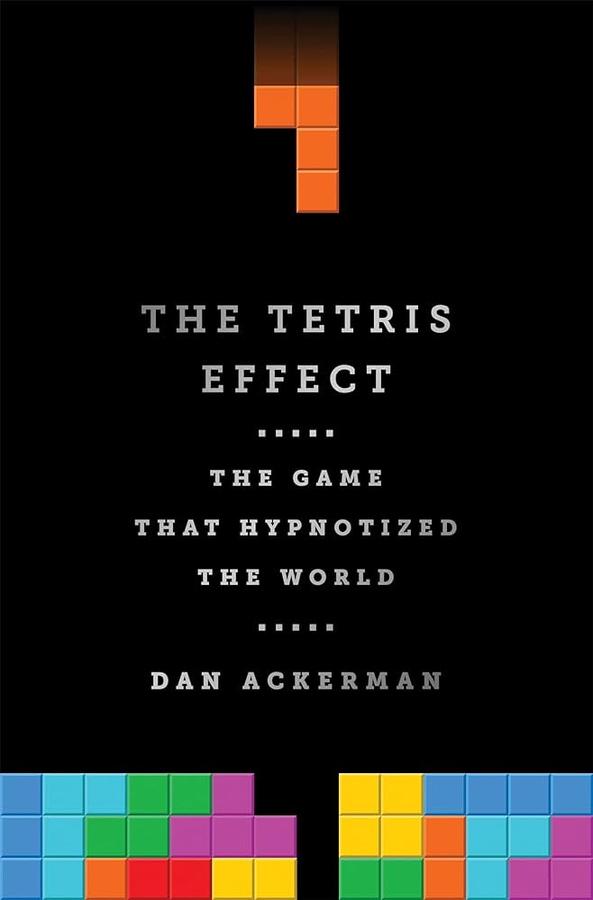 THE TETRIS
EFFECT
THE GAME
THAT HYPNOTIZED
THE WORLD
DAN ACKERMAN